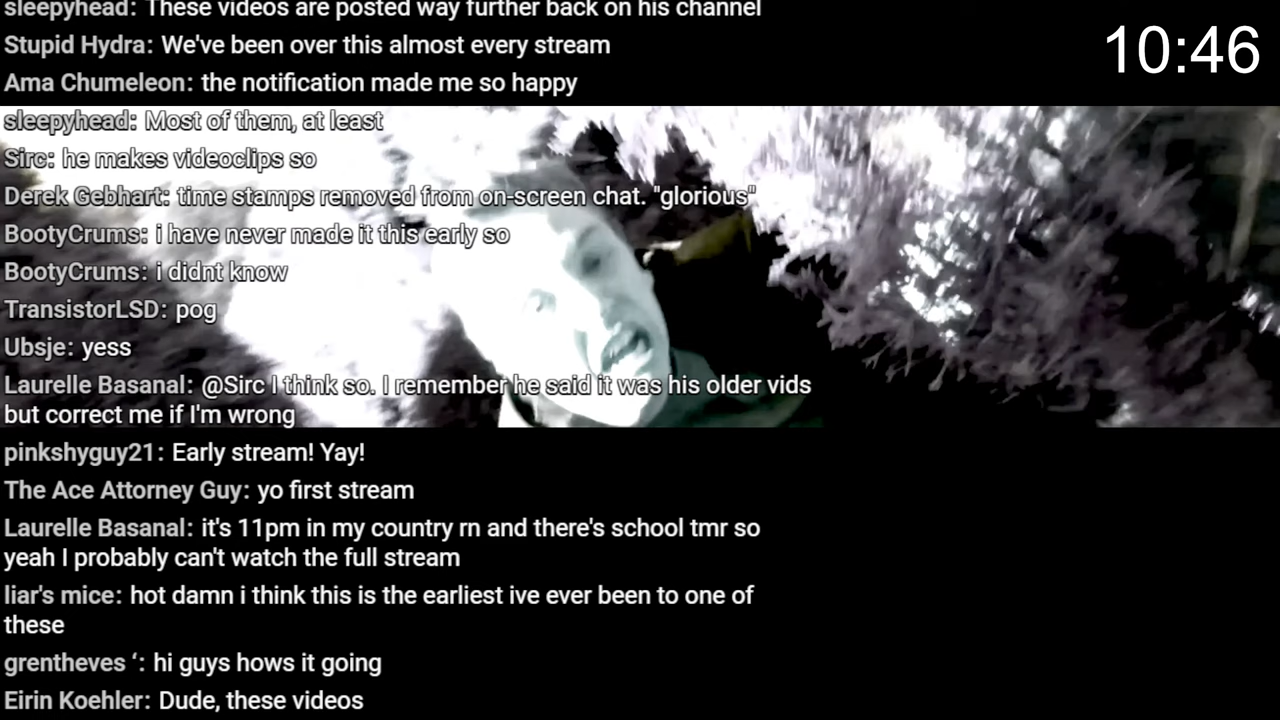 sleepyhead: These videos are posted way further back on his channel
10:46
Stupid Hydra: We've been over this almost every stream
Ama Chumeleon: the notification made me so happy
sleepyhead: Most of them, at least
Sirc: he makes videoclips so
Derek Gebhart: time stamps removed from on-screen chat. "glorious"
BootyCrums: i have never made it this early so
BootyCrums: i didnt know
TransistorLSD: pog
Ubsje: yess
Laurelle Basanal: @Sirc I think so. I remember he said it was his older vids
but correct me if I'm wrong
pinkshyguy21: Early stream! Yay!
The Ace Attorney Guy: yo first stream
Laurelle Basanal: it's 11pm in my country rn and there's school tmr so
yeah I probably can't watch the full stream
liar's mice: hot damn i think this is the earliest ive ever been to one of
these
grentheves ‘: hi guys hows it going
Eirin Koehler: Dude, these videos